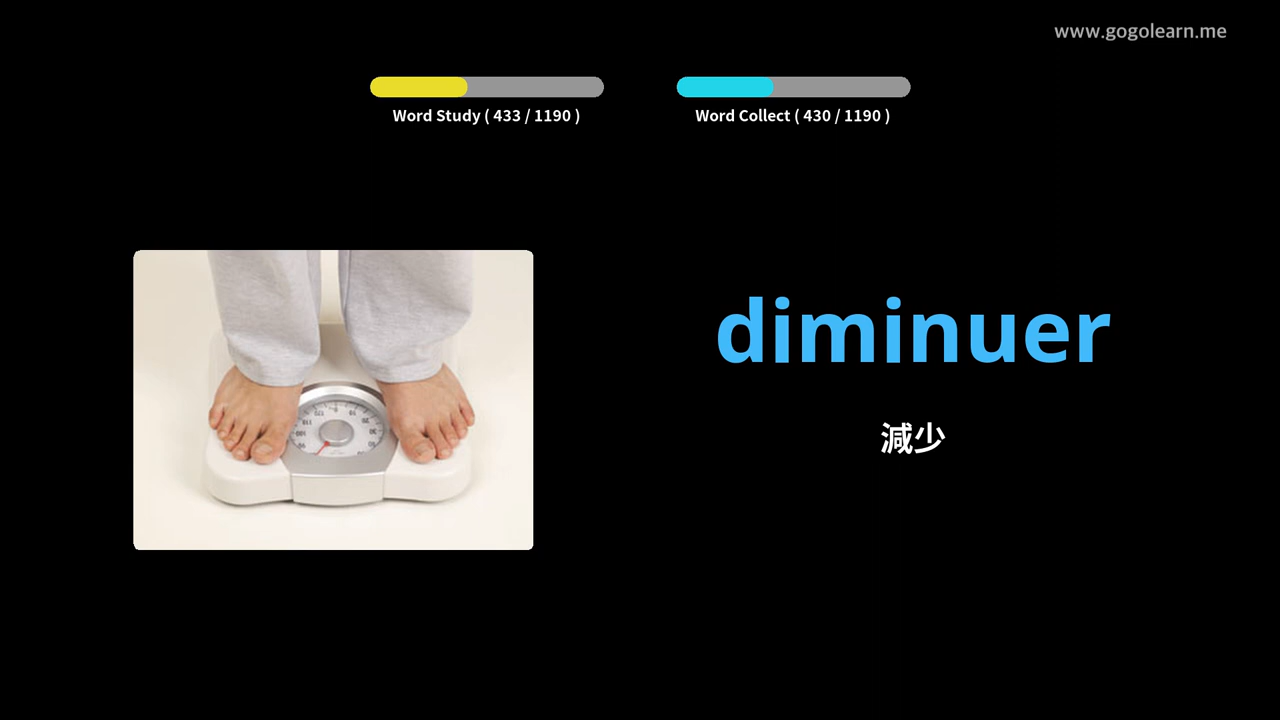 www.gogolearn.me
Word Study ( 433 / 1190 )
Word Collect ( 430 / 1190 )
diminuer
減少